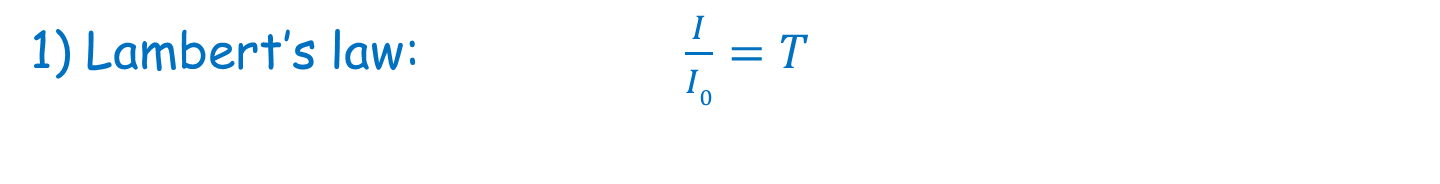 1) Lambert's law: I/I₀ = T